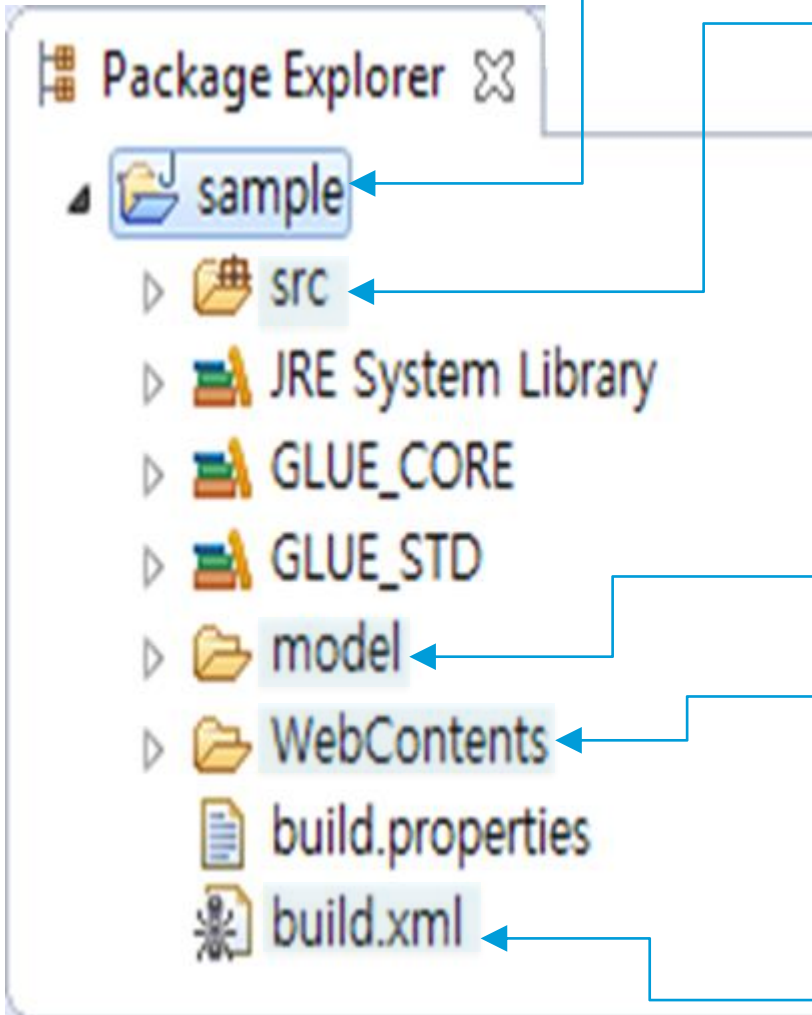 Package Explorer
sample
src
JRE System Library
GLUE_CORE
GLUE_STD
model
WebContents
build.properties
build.xml